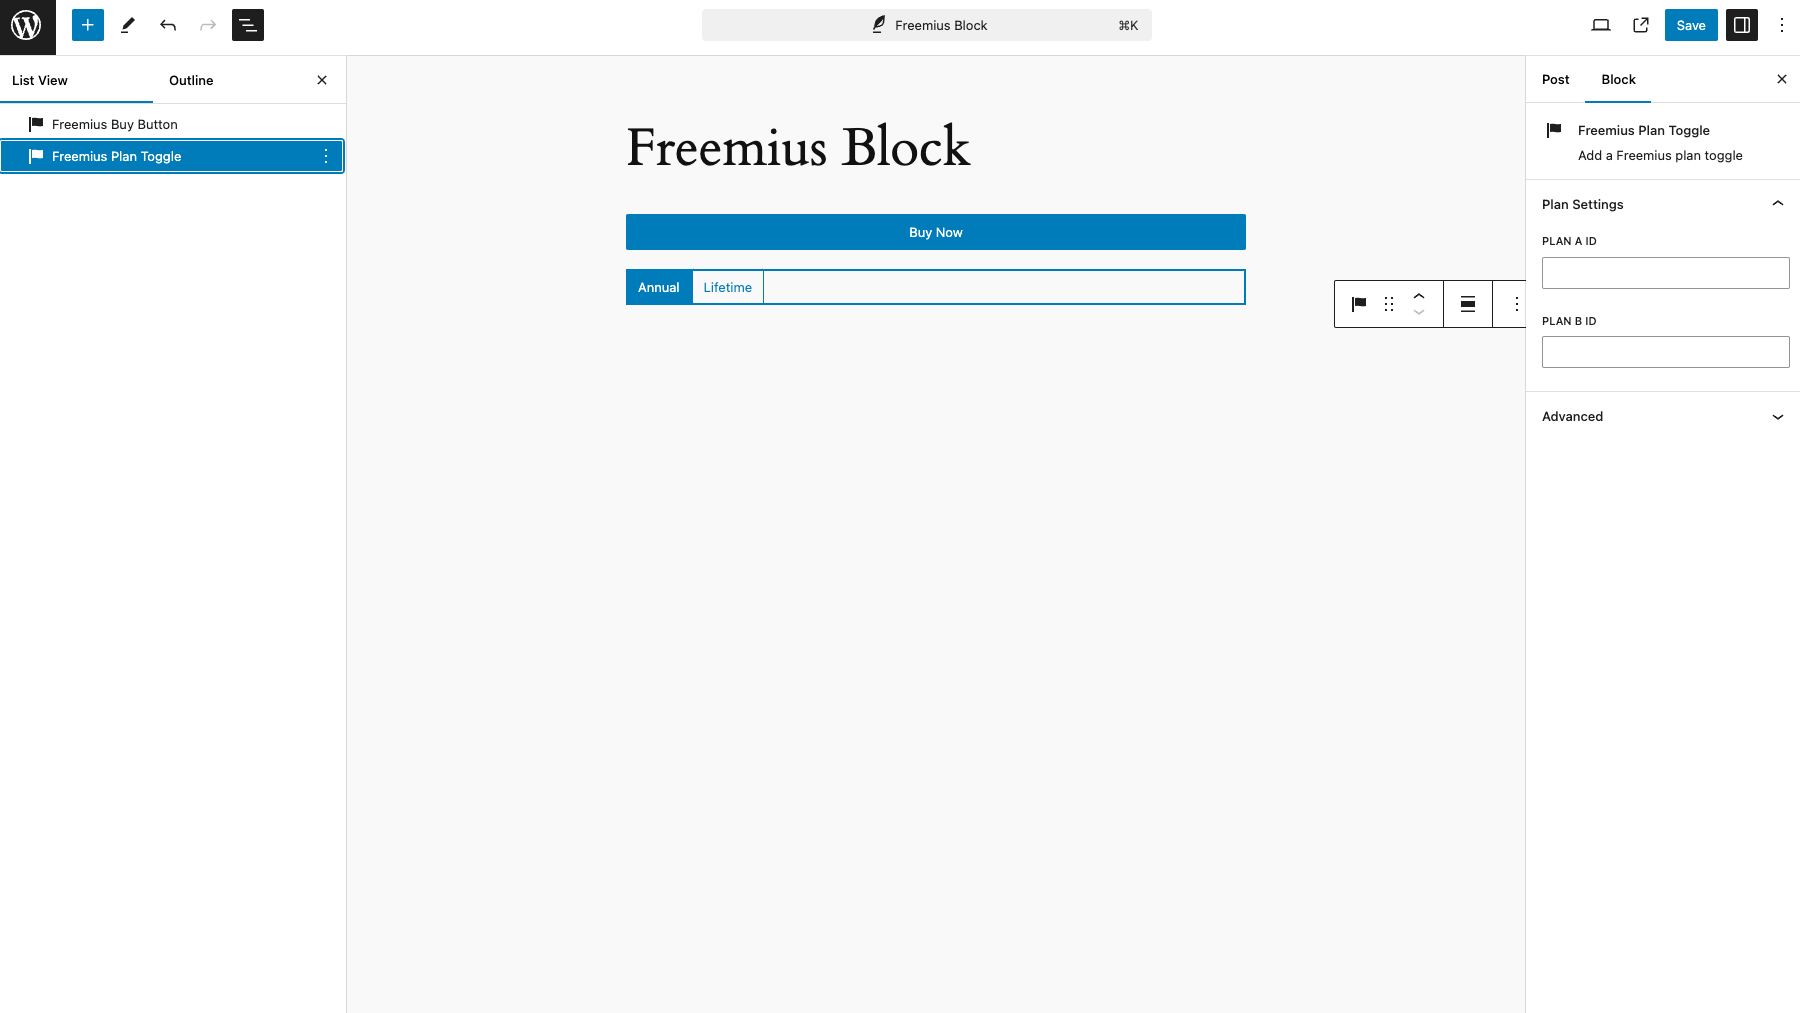 Freemius Block
⌘K
Save
List View
Outline
Freemius Buy Button
Freemius Plan Toggle
Freemius Block
Buy Now
Annual
Lifetime
Post
Block
Freemius Plan Toggle
Add a Freemius plan toggle
Plan Settings
PLAN A ID
PLAN B ID
Advanced